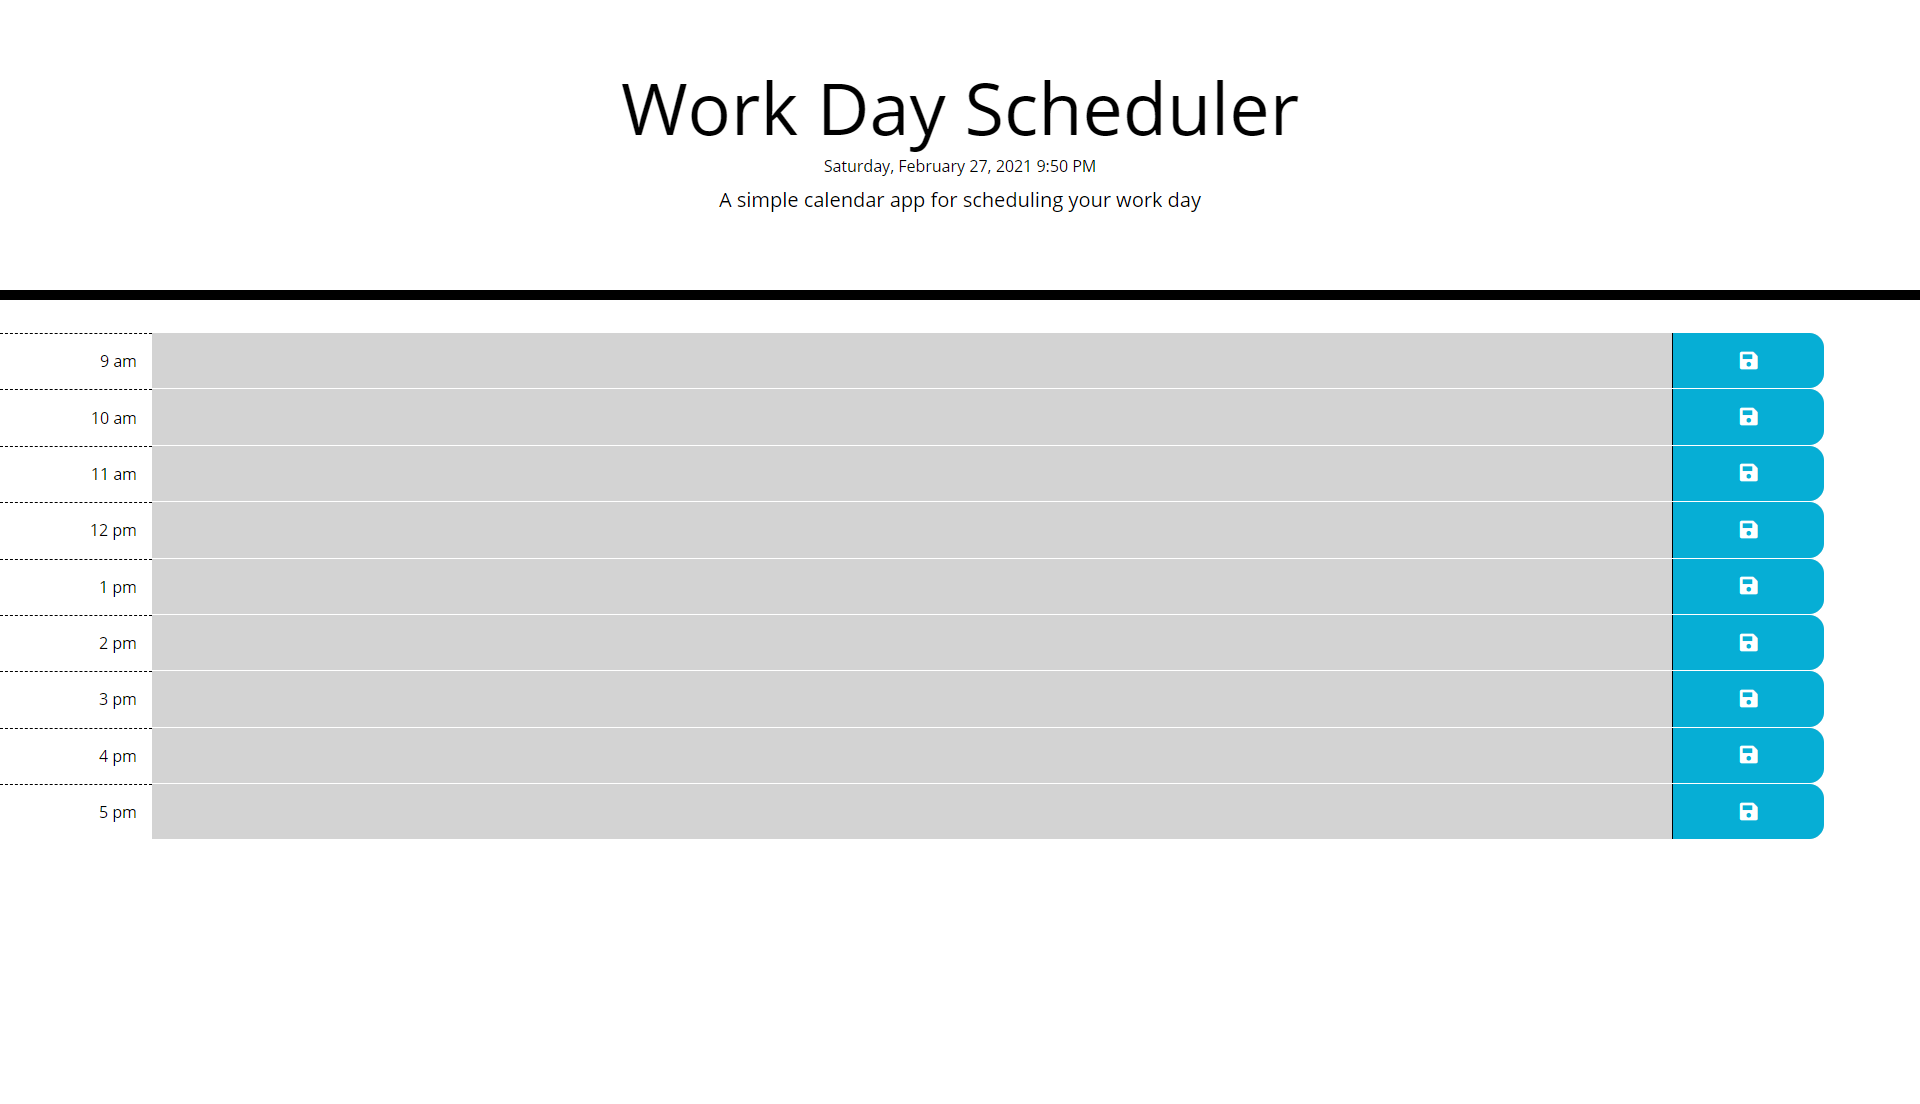 Work Day Scheduler
Saturday, February 27, 2021 9:50 PM
A simple calendar app for scheduling your work day
9 am
10 am
11 am
12 pm
1 pm
2 pm
3 pm
4 pm
5 pm